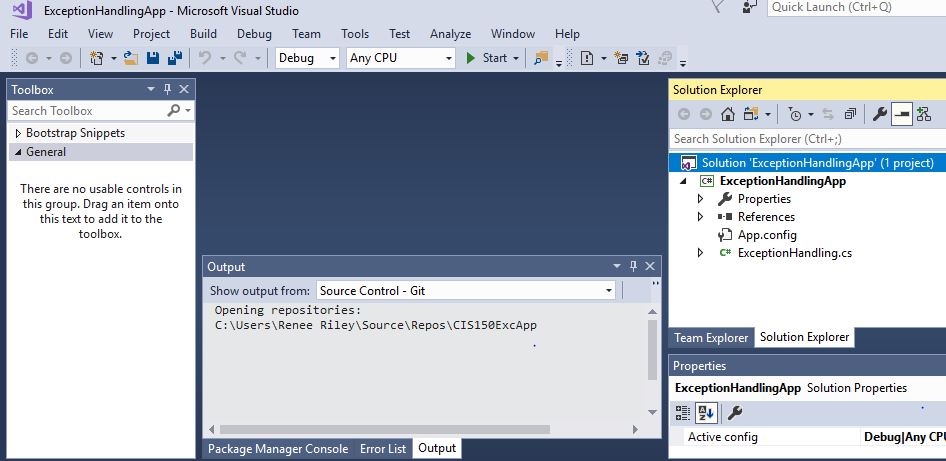 ExceptionHandlingApp - Microsoft Visual Studio
Quick Launch (Ctrl+Q)
File Edit View Project Build Debug Team Tools Test Analyze Window Help
Debug Any CPU Start
Toolbox
Search Toolbox
Bootstrap Snippets
General
There are no usable controls in
this group. Drag an item onto
this text to add it to the
toolbox.
Output
Show output from: Source Control - Git
Opening repositories:
C:\Users\Renee Riley\Source\Repos\CIS150ExcApp
Package Manager Console Error List Output
Solution Explorer
Search Solution Explorer (Ctrl+;)
Solution 'ExceptionHandlingApp' (1 project)
C# ExceptionHandlingApp
Properties
References
App.config
C# ExceptionHandling.cs
Team Explorer Solution Explorer
Properties
ExceptionHandlingApp Solution Properties
A Z
Active config Debug|Any CPU